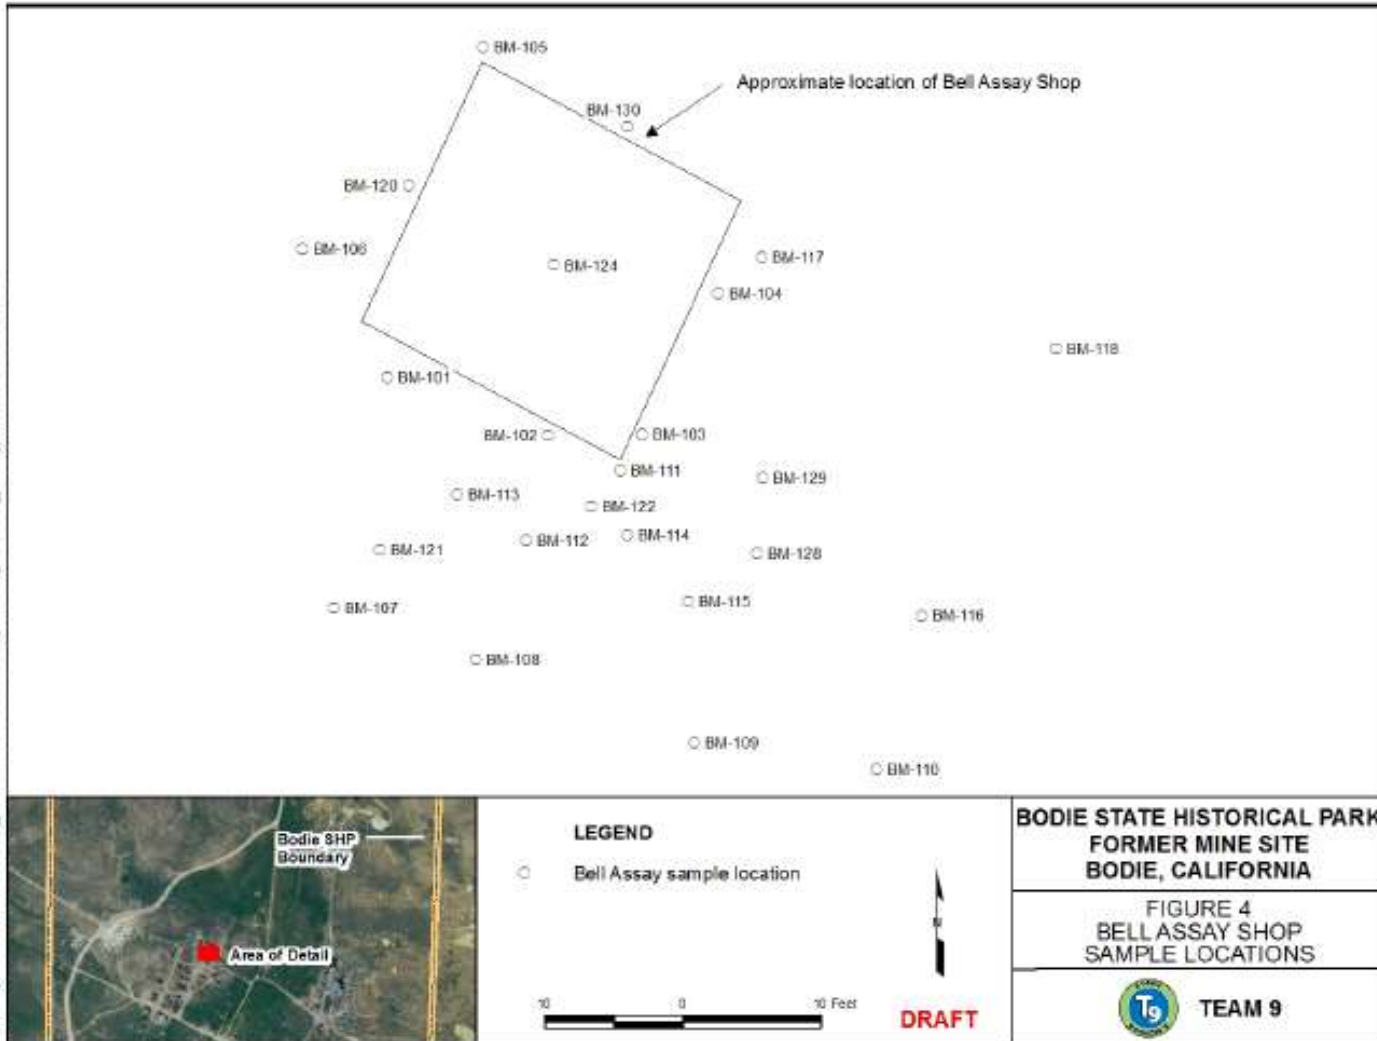 BM-105
Approximate location of Bell Assay Shop
BM-130
BM-120
BM-106
BM-117
BM-124
BM-104
BM-118
BM-101
BM-102
BM-103
BM-111
BM-129
BM-113
BM-122
BM-114
BM-112
BM-121
BM-128
BM-115
BM-107
BM-116
BM-108
BM-109
BM-110
Bodie SHP
Boundary
Area of Detail
LEGEND
Bell Assay sample location
N
10 0 10 Feet
DRAFT
BODIE STATE HISTORICAL PARK
FORMER MINE SITE
BODIE, CALIFORNIA
FIGURE 4
BELL ASSAY SHOP
SAMPLE LOCATIONS
T9
TEAM 9